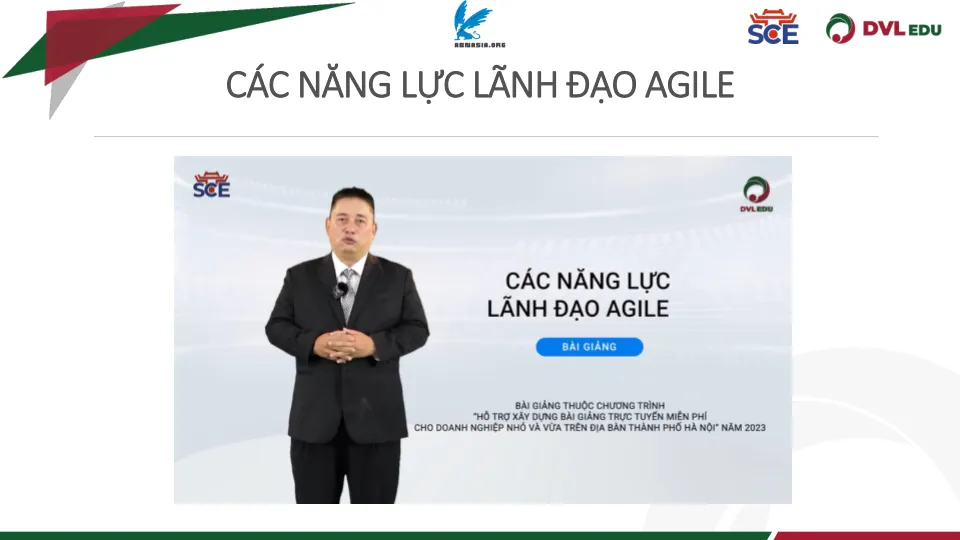 ABNASIA.ORG
SCE
DVL EDU
CÁC NĂNG LỰC LÃNH ĐẠO AGILE
SCE
DVL EDU
CÁC NĂNG LỰC
LÃNH ĐẠO AGILE
BÀI GIẢNG
BÀI GIẢNG THUỘC CHƯƠNG TRÌNH
"HỖ TRỢ XÂY DỰNG BÀI GIẢNG TRỰC TUYẾN MIỄN PHÍ
CHO DOANH NGHIỆP NHỎ VÀ VỪA TRÊN ĐỊA BÀN THÀNH PHỐ HÀ NỘI" NĂM 2023